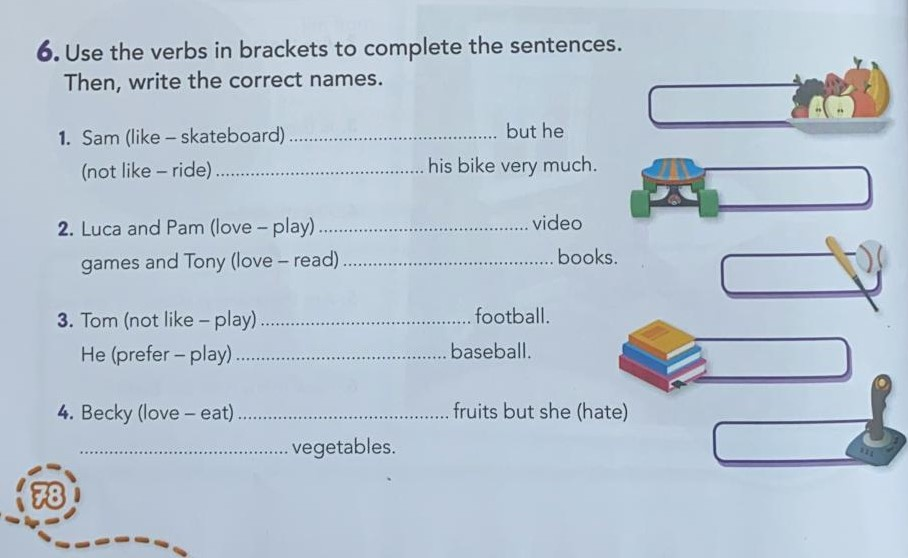 6. Use the verbs in brackets to complete the sentences.
Then, write the correct names.
1. Sam (like – skateboard) ........................................ but he
(not like – ride) ........................................ his bike very much.
2. Luca and Pam (love – play) ........................................ video
games and Tony (love – read) ........................................ books.
3. Tom (not like – play) ........................................ football.
He (prefer – play) ........................................ baseball.
4. Becky (love – eat) ........................................ fruits but she (hate)
........................................ vegetables.
78